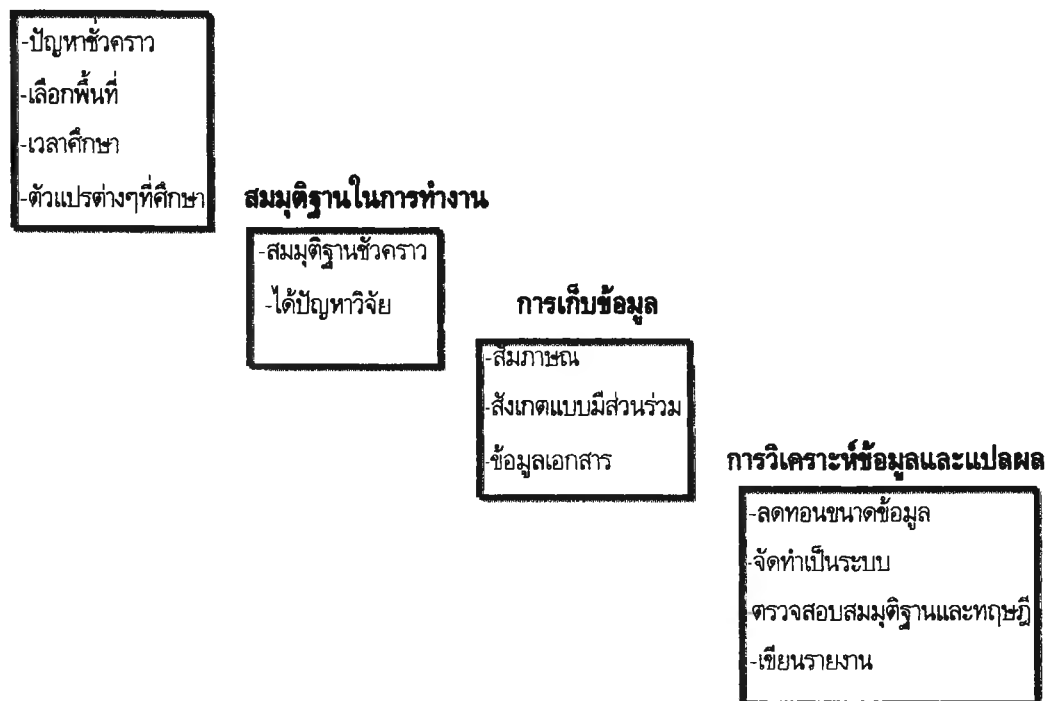 -ปัญหาชั่วคราว
-เลือกพื้นที่
-เวลาศึกษา
-ตัวแปรต่างๆที่ศึกษา
สมมุติฐานในการทำงาน
-สมมุติฐานชั่วคราว
-ได้ปัญหาวิจัย
การเก็บข้อมูล
-สัมภาษณ
-สังเกตแบบมีส่วนร่วม
-ข้อมูลเอกสาร
การวิเคราะห์ข้อมูลและแปลผล
-ลดทอนขนาดข้อมูล
-จัดทำเป็นระบบ
-ตรวจสอบสมมุติฐานและทฤษฎี
-เขียนรายงาน